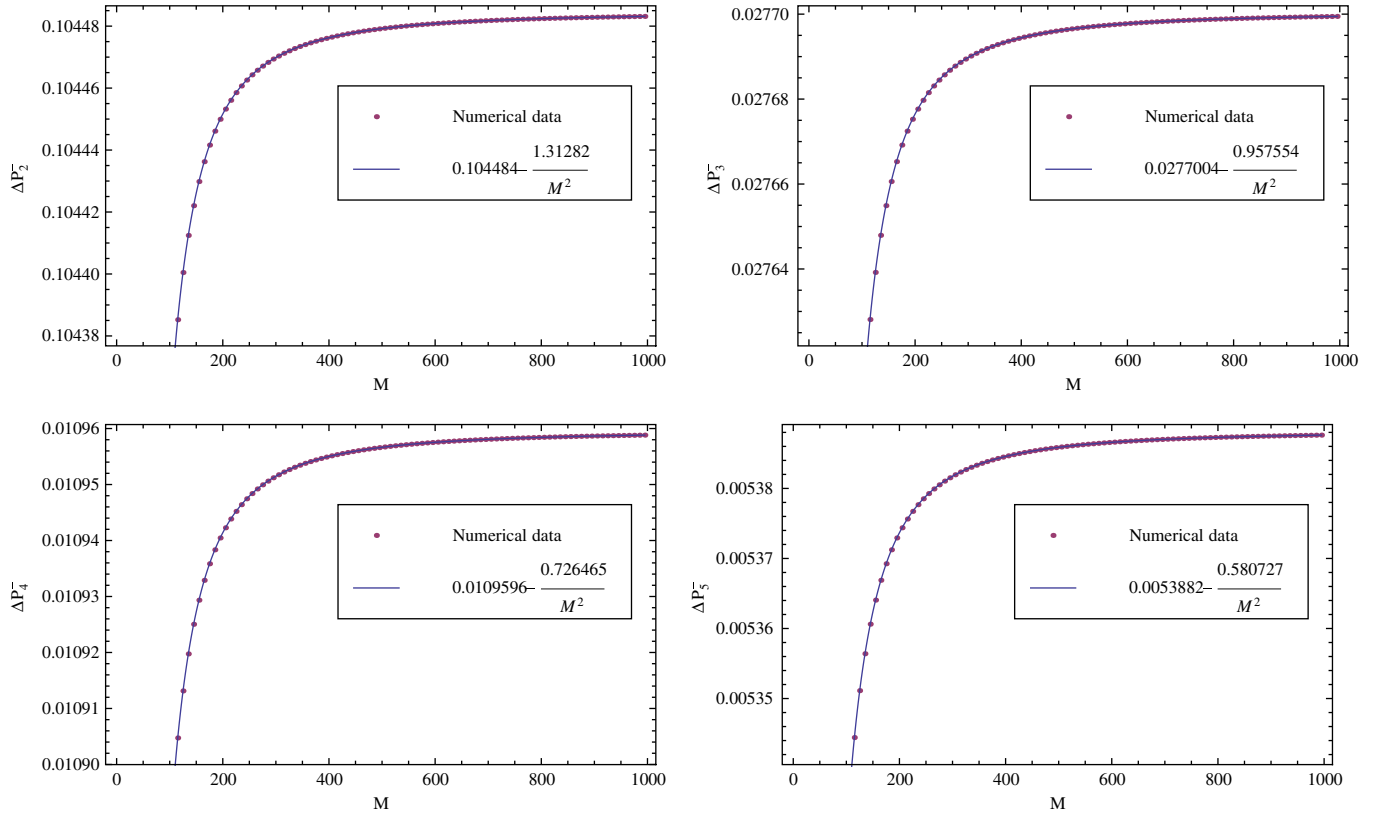 0.10448
0.10446
0.10444
0.10442
0.10440
0.10438
ΔP₂⁻
Numerical data
0.104484 − 1.31282/M²
0 200 400 600 800 1000
M
0.02770
0.02768
0.02766
0.02764
ΔP₃⁻
Numerical data
0.0277004 − 0.957554/M²
0 200 400 600 800 1000
M
0.01096
0.01095
0.01094
0.01093
0.01092
0.01091
0.01090
ΔP₄⁻
Numerical data
0.0109596 − 0.726465/M²
0 200 400 600 800 1000
M
0.00538
0.00537
0.00536
0.00535
ΔP₅⁻
Numerical data
0.0053882 − 0.580727/M²
0 200 400 600 800 1000
M